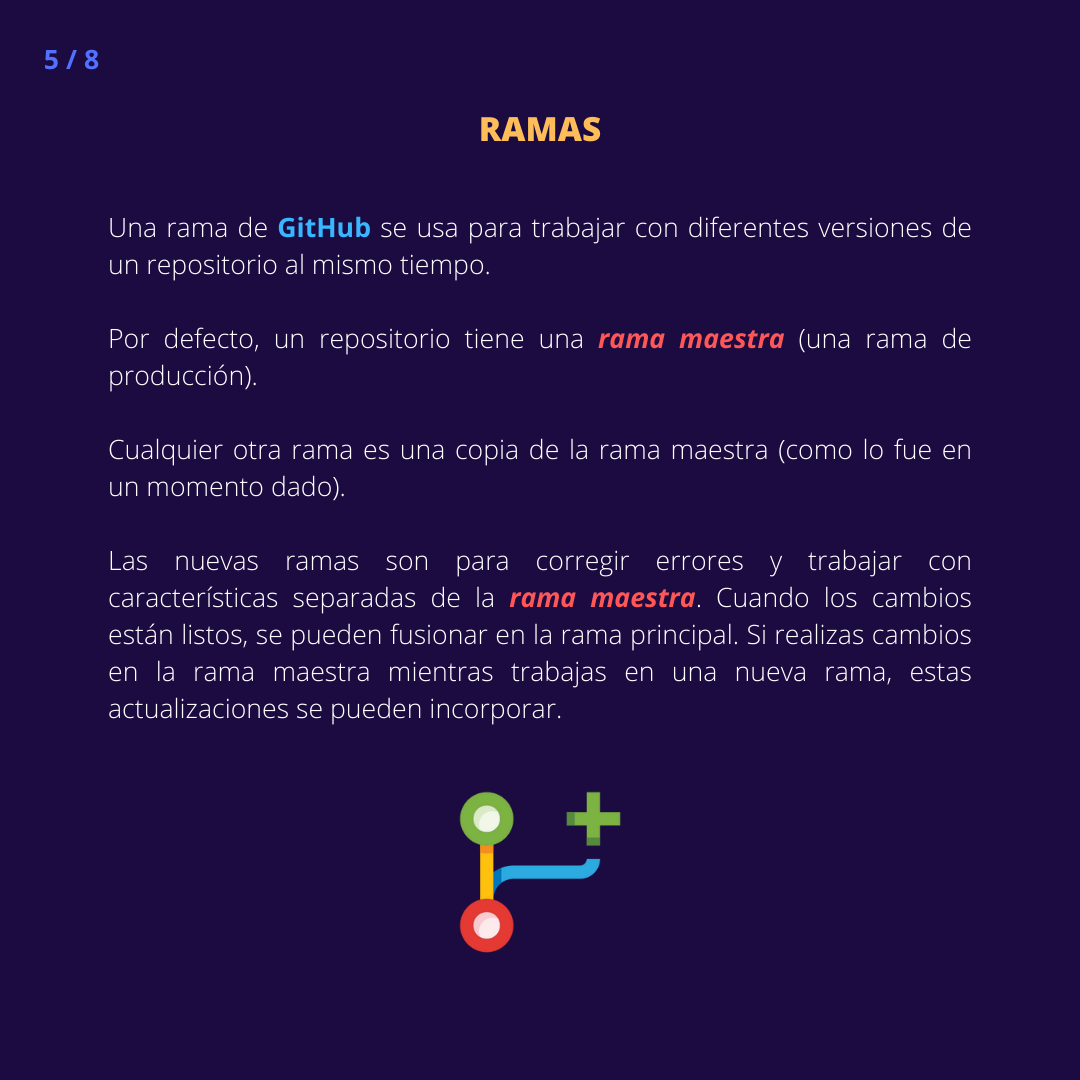 5 / 8
RAMAS
Una rama de GitHub se usa para trabajar con diferentes versiones de
un repositorio al mismo tiempo.
Por defecto, un repositorio tiene una rama maestra (una rama de
producción).
Cualquier otra rama es una copia de la rama maestra (como lo fue en
un momento dado).
Las nuevas ramas son para corregir errores y trabajar con
características separadas de la rama maestra. Cuando los cambios
están listos, se pueden fusionar en la rama principal. Si realizas cambios
en la rama maestra mientras trabajas en una nueva rama, estas
actualizaciones se pueden incorporar.